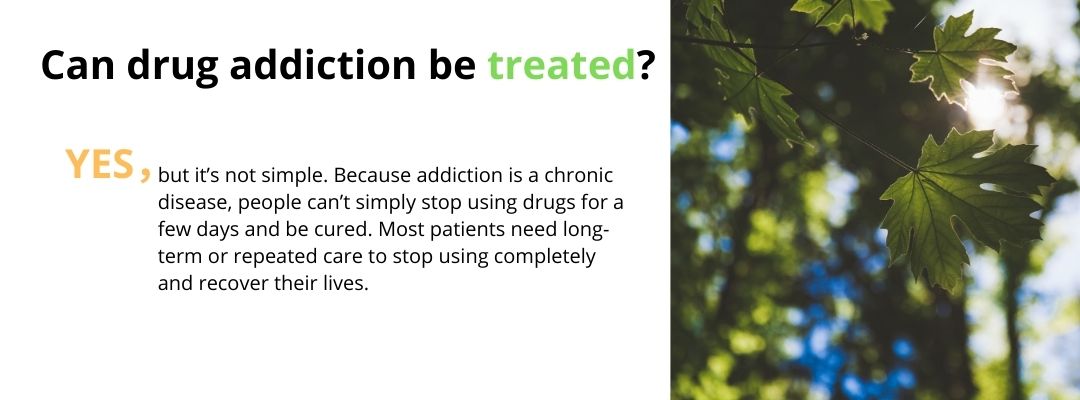 Can drug addiction be treated?
YES, but it’s not simple. Because addiction is a chronic
disease, people can’t simply stop using drugs for a
few days and be cured. Most patients need long-
term or repeated care to stop using completely
and recover their lives.